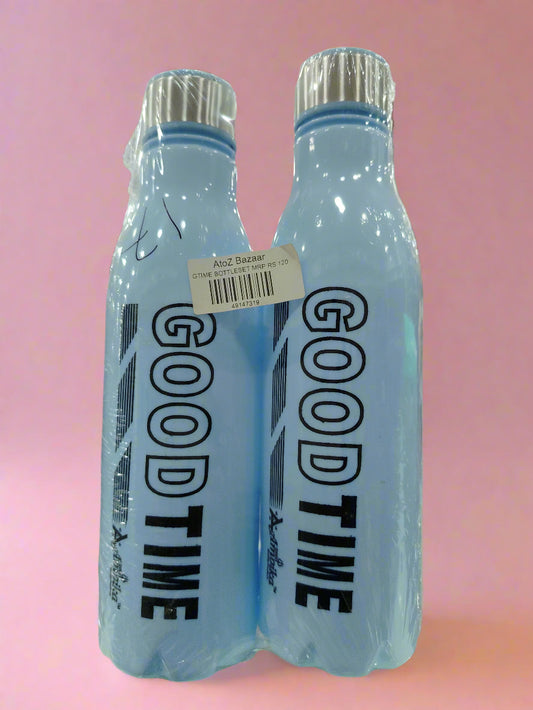 AtoZ Bazaar
GTIME BOTTLESET MRP RS 120
49147319
GOOD TIME
GOOD TIME